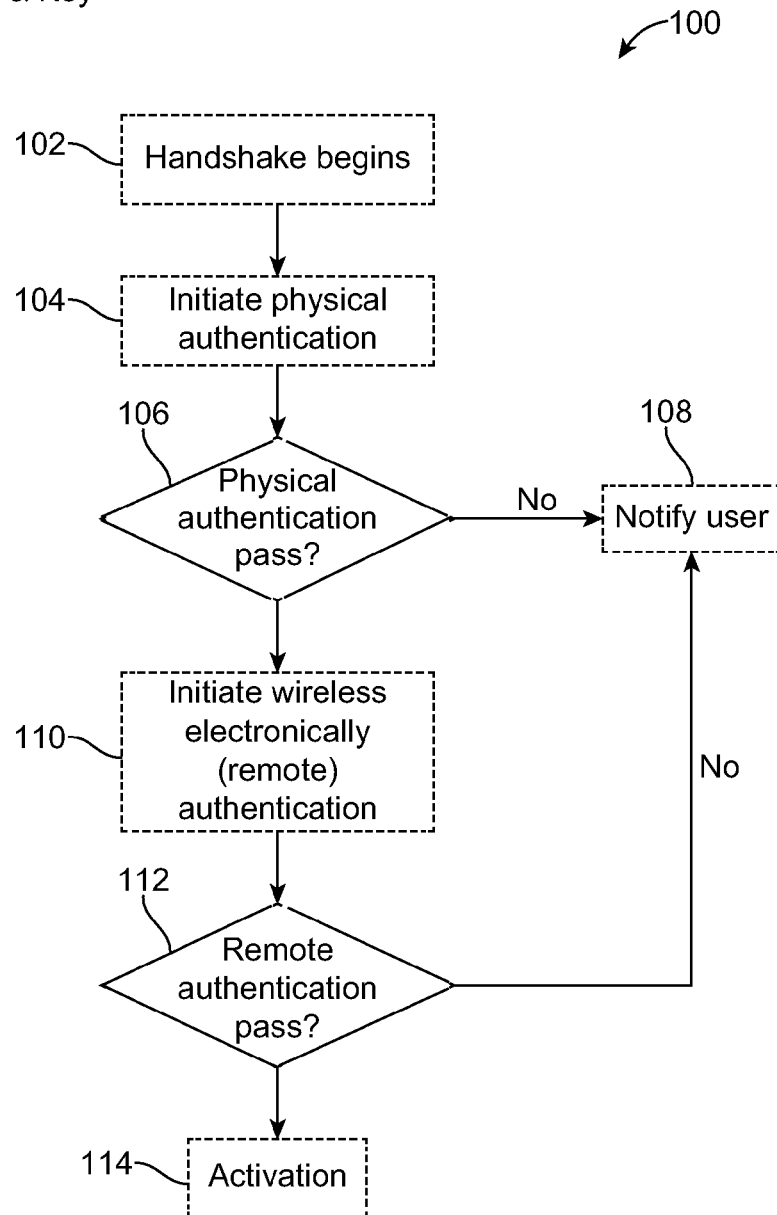 & Key
100
102
Handshake begins
104
Initiate physical
authentication
106
Physical
authentication
pass?
No
108
Notify user
110
Initiate wireless
electronically
(remote)
authentication
No
112
Remote
authentication
pass?
114
Activation